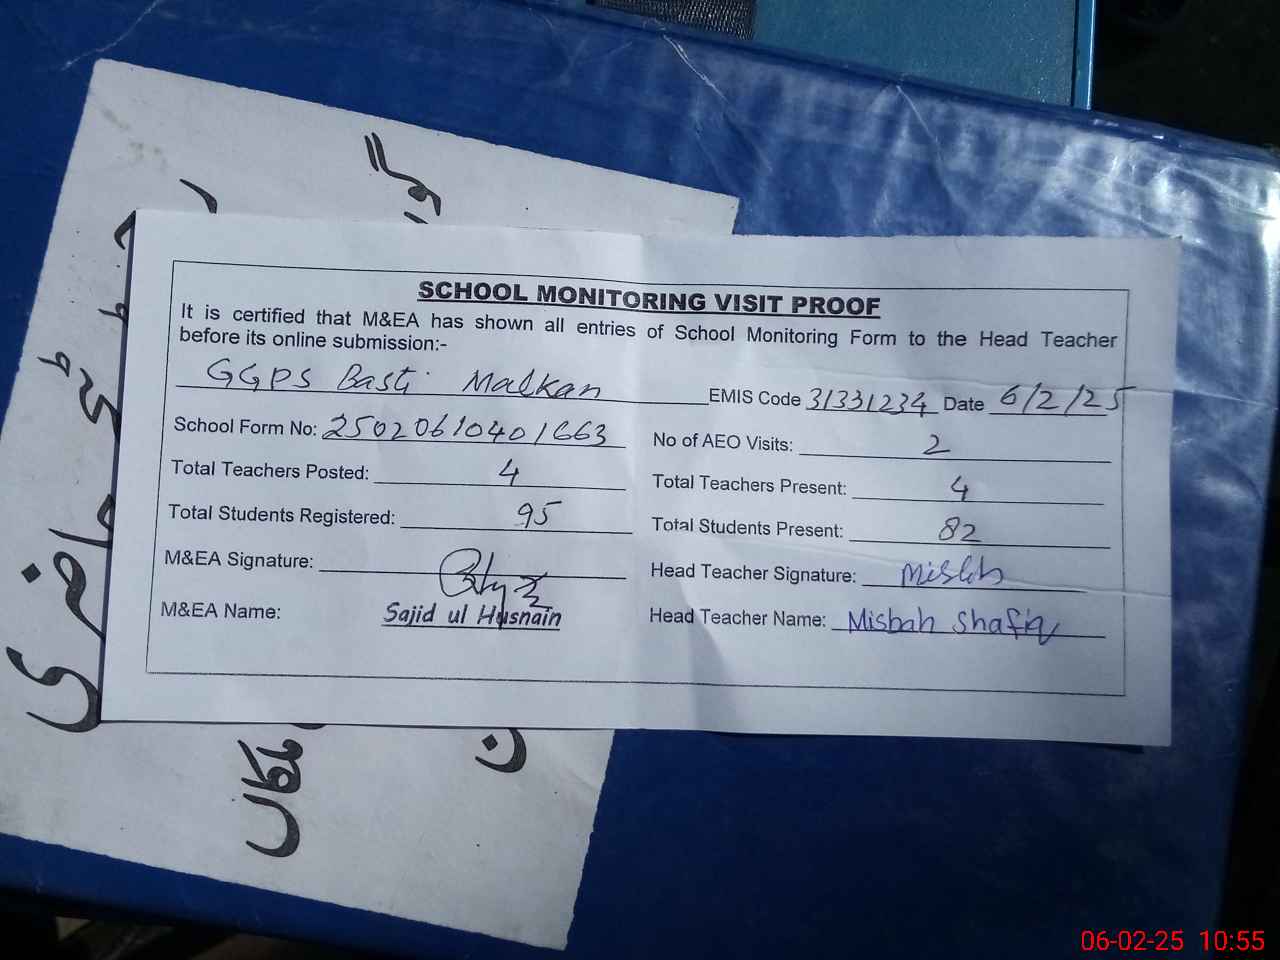 SCHOOL MONITORING VISIT PROOF
It is certified that M&EA has shown all entries of School Monitoring Form to the Head Teacher
before its online submission:-
GGPS Basti Malkan EMIS Code 31331234 Date 6/2/25
School Form No: 25020610401663 No of AEO Visits: 2
Total Teachers Posted: 4 Total Teachers Present: 4
Total Students Registered: 95 Total Students Present: 82
M&EA Signature: Head Teacher Signature: Misbah
M&EA Name: Sajid ul Husnain Head Teacher Name: Misbah Shafiq
06-02-25 10:55